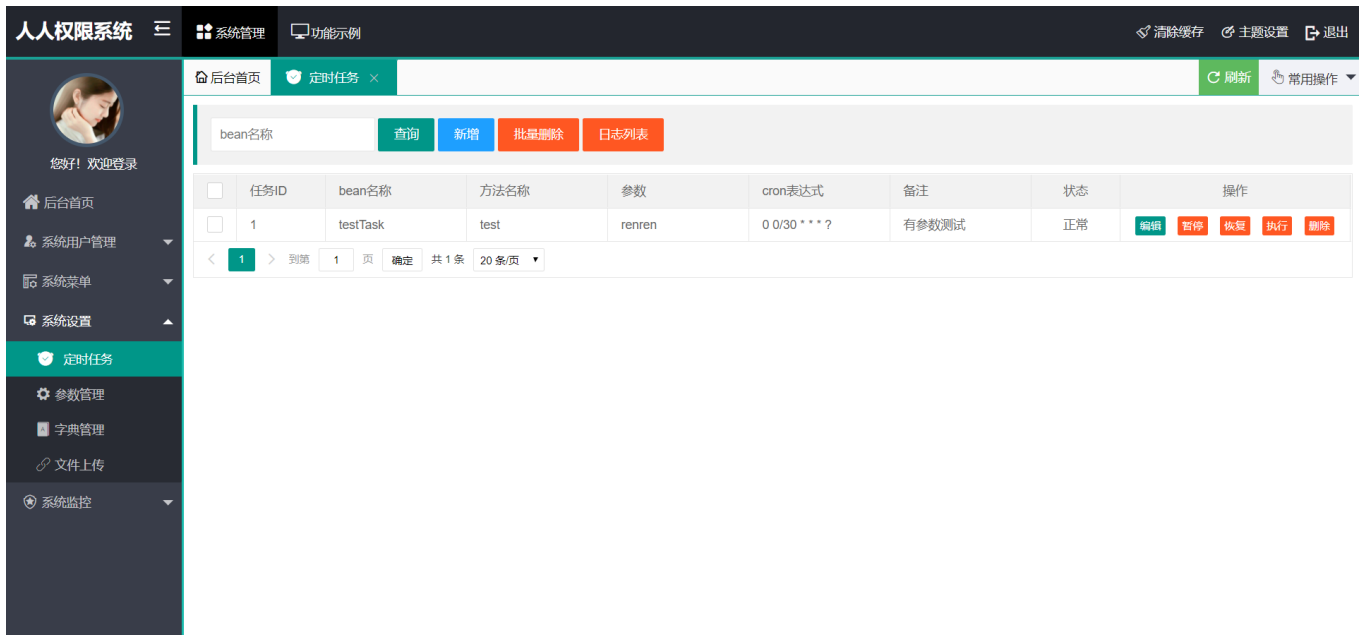 人人权限系统 系统管理 功能示例 清除缓存 主题设置 退出
后台首页 定时任务 刷新 常用操作
您好！欢迎登录
后台首页
系统用户管理
系统菜单
系统设置
定时任务
参数管理
字典管理
文件上传
系统监控
bean名称 查询 新增 批量删除 日志列表
任务ID bean名称 方法名称 参数 cron表达式 备注 状态 操作
1 testTask test renren 0 0/30 * * * ? 有参数测试 正常 编辑 暂停 恢复 执行 删除
1 到第 1 页 确定 共 1 条 20 条/页